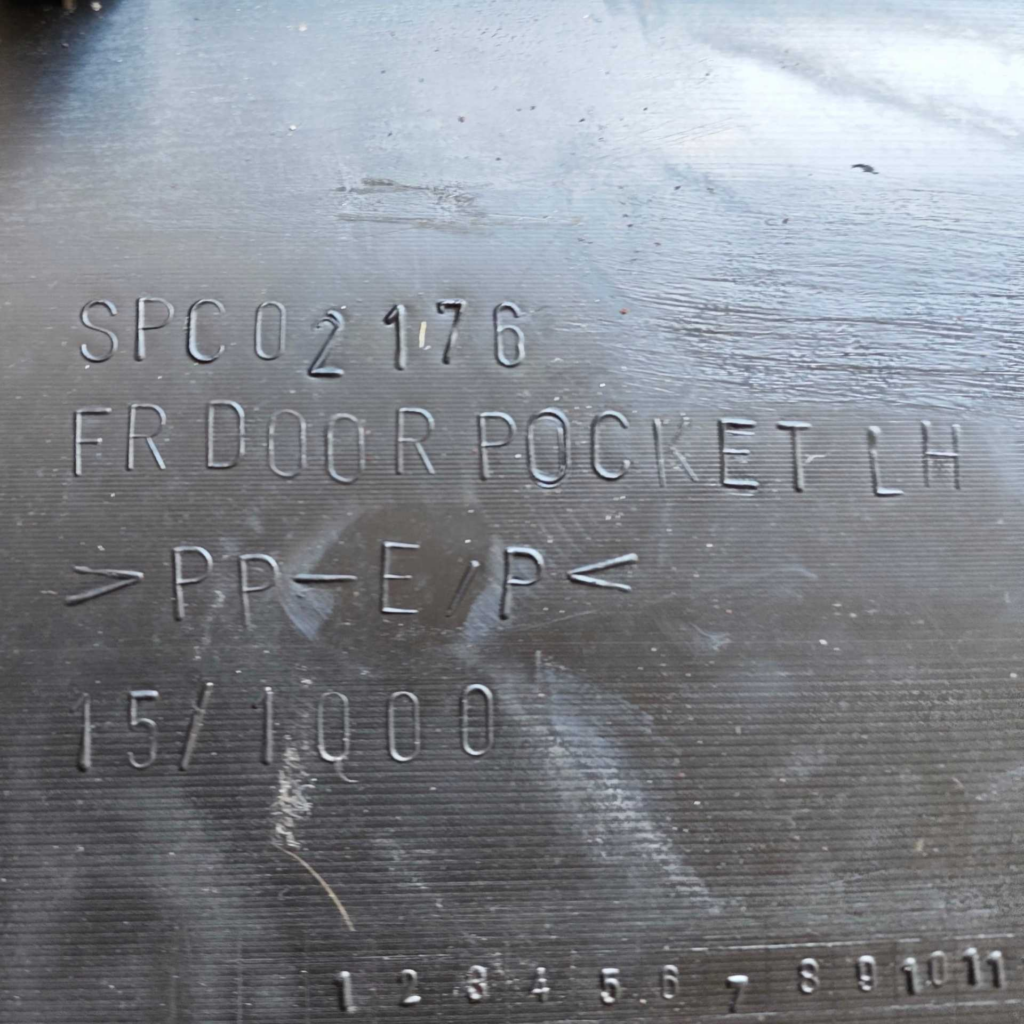 SPC02176
FR DOOR POCKET LH
>PP-E/P<
15/1000
1 2 3 4 5 6 7 8 9 10 11